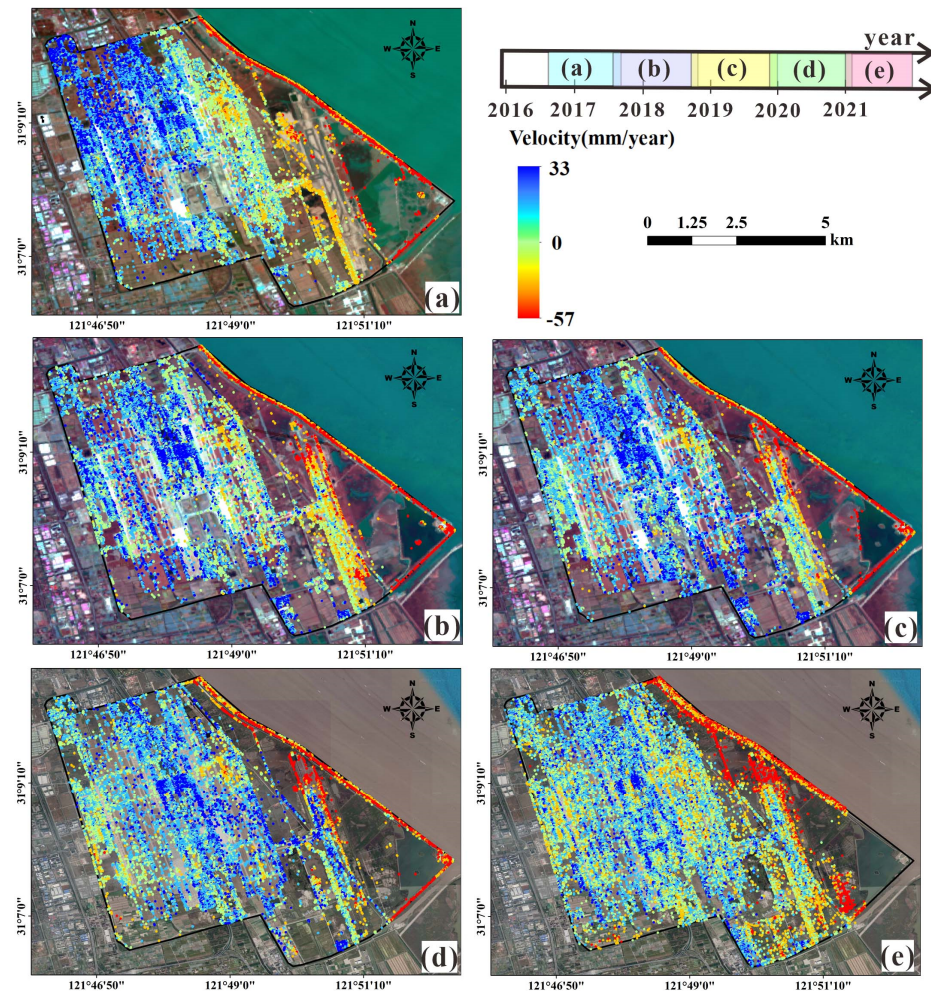 N
W E
S
31°9'10"
31°7'0"
(a)
121°46'50" 121°49'0" 121°51'10"
year
(a) (b) (c) (d) (e)
2016 2017 2018 2019 2020 2021
Velocity(mm/year)
33
0
-57
0 1.25 2.5 5
km
N
W E
S
31°9'10"
31°7'0"
(b)
121°46'50" 121°49'0" 121°51'10"
N
W E
S
31°9'10"
31°7'0"
(c)
121°46'50" 121°49'0" 121°51'10"
N
W E
S
31°9'10"
31°7'0"
(d)
121°46'50" 121°49'0" 121°51'10"
N
W E
S
31°9'10"
31°7'0"
(e)
121°46'50" 121°49'0" 121°51'10"